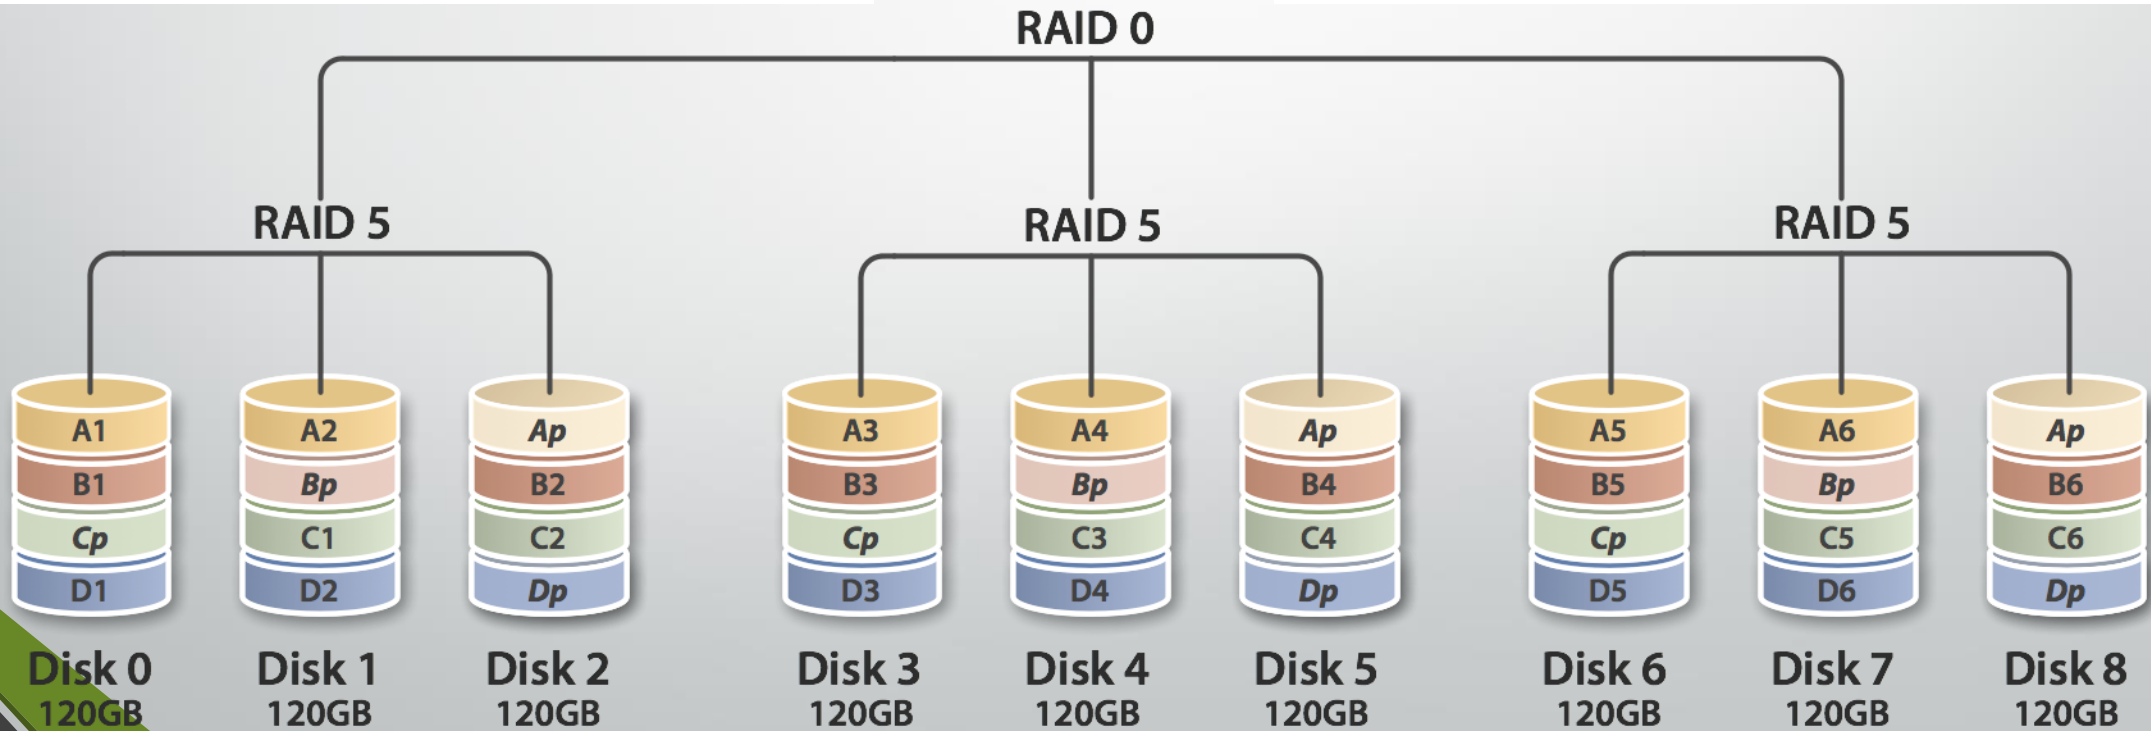 RAID 0
RAID 5 RAID 5 RAID 5
A1 A2 Ap A3 A4 Ap A5 A6 Ap
B1 Bp B2 B3 Bp B4 B5 Bp B6
Cp C1 C2 Cp C3 C4 Cp C5 C6
D1 D2 Dp D3 D4 Dp D5 D6 Dp
Disk 0 Disk 1 Disk 2 Disk 3 Disk 4 Disk 5 Disk 6 Disk 7 Disk 8
120GB 120GB 120GB 120GB 120GB 120GB 120GB 120GB 120GB